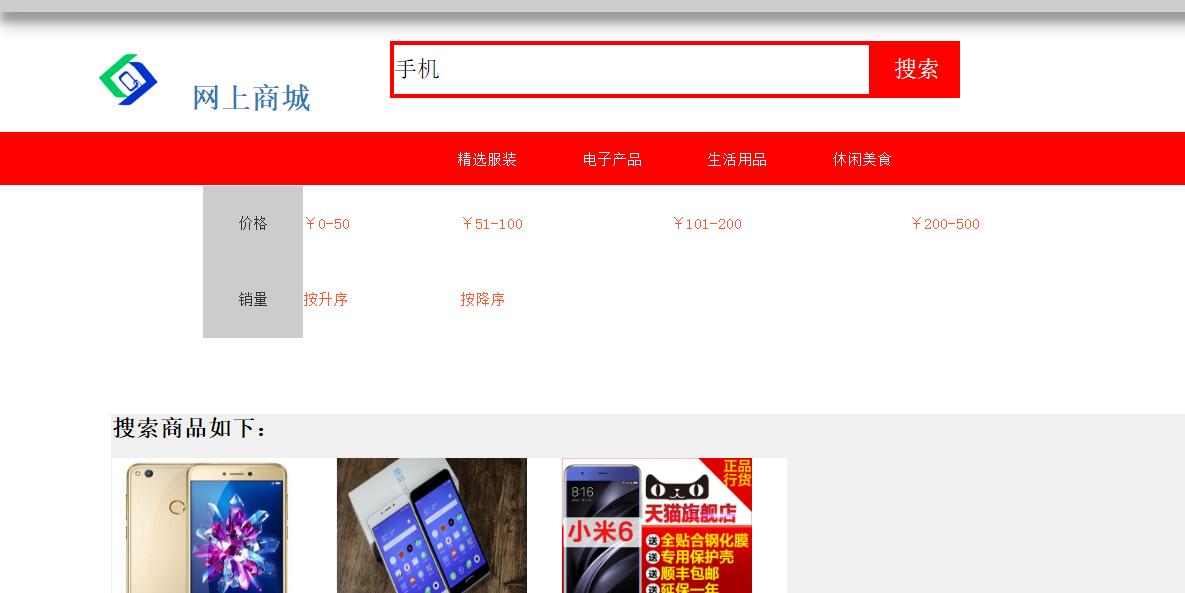 手机
搜索
网上商城
精选服装 电子产品 生活用品 休闲美食
价格 ￥0-50 ￥51-100 ￥101-200 ￥200-500
销量 按升序 按降序
搜索商品如下：
8:16
正品
行货
天猫旗舰店
小米6
送全贴合钢化膜
送专用保护壳
送顺丰包邮
送延保一年